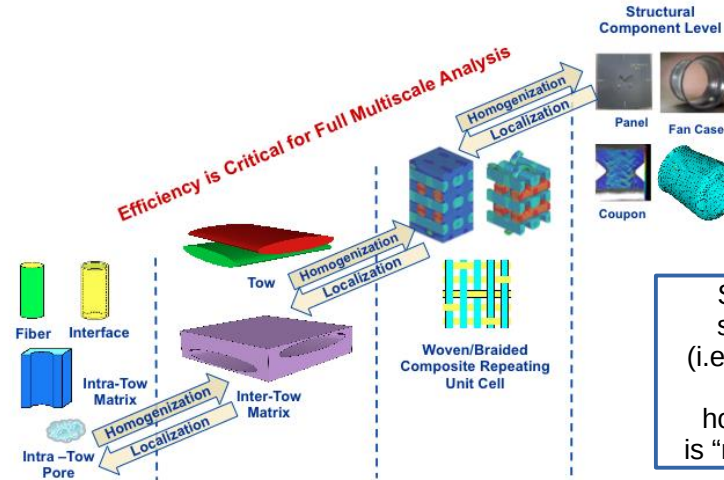 Structural
Component Level
Efficiency is Critical for Full Multiscale Analysis
Homogenization
Localization
Panel
Fan Case
Coupon
Homogenization
Localization
Tow
Fiber
Interface
Woven/Braided
Composite Repeating
Unit Cell
Intra-Tow
Matrix
Inter-Tow
Matrix
Homogenization
Localization
Intra –Tow
Pore
(i.e
is